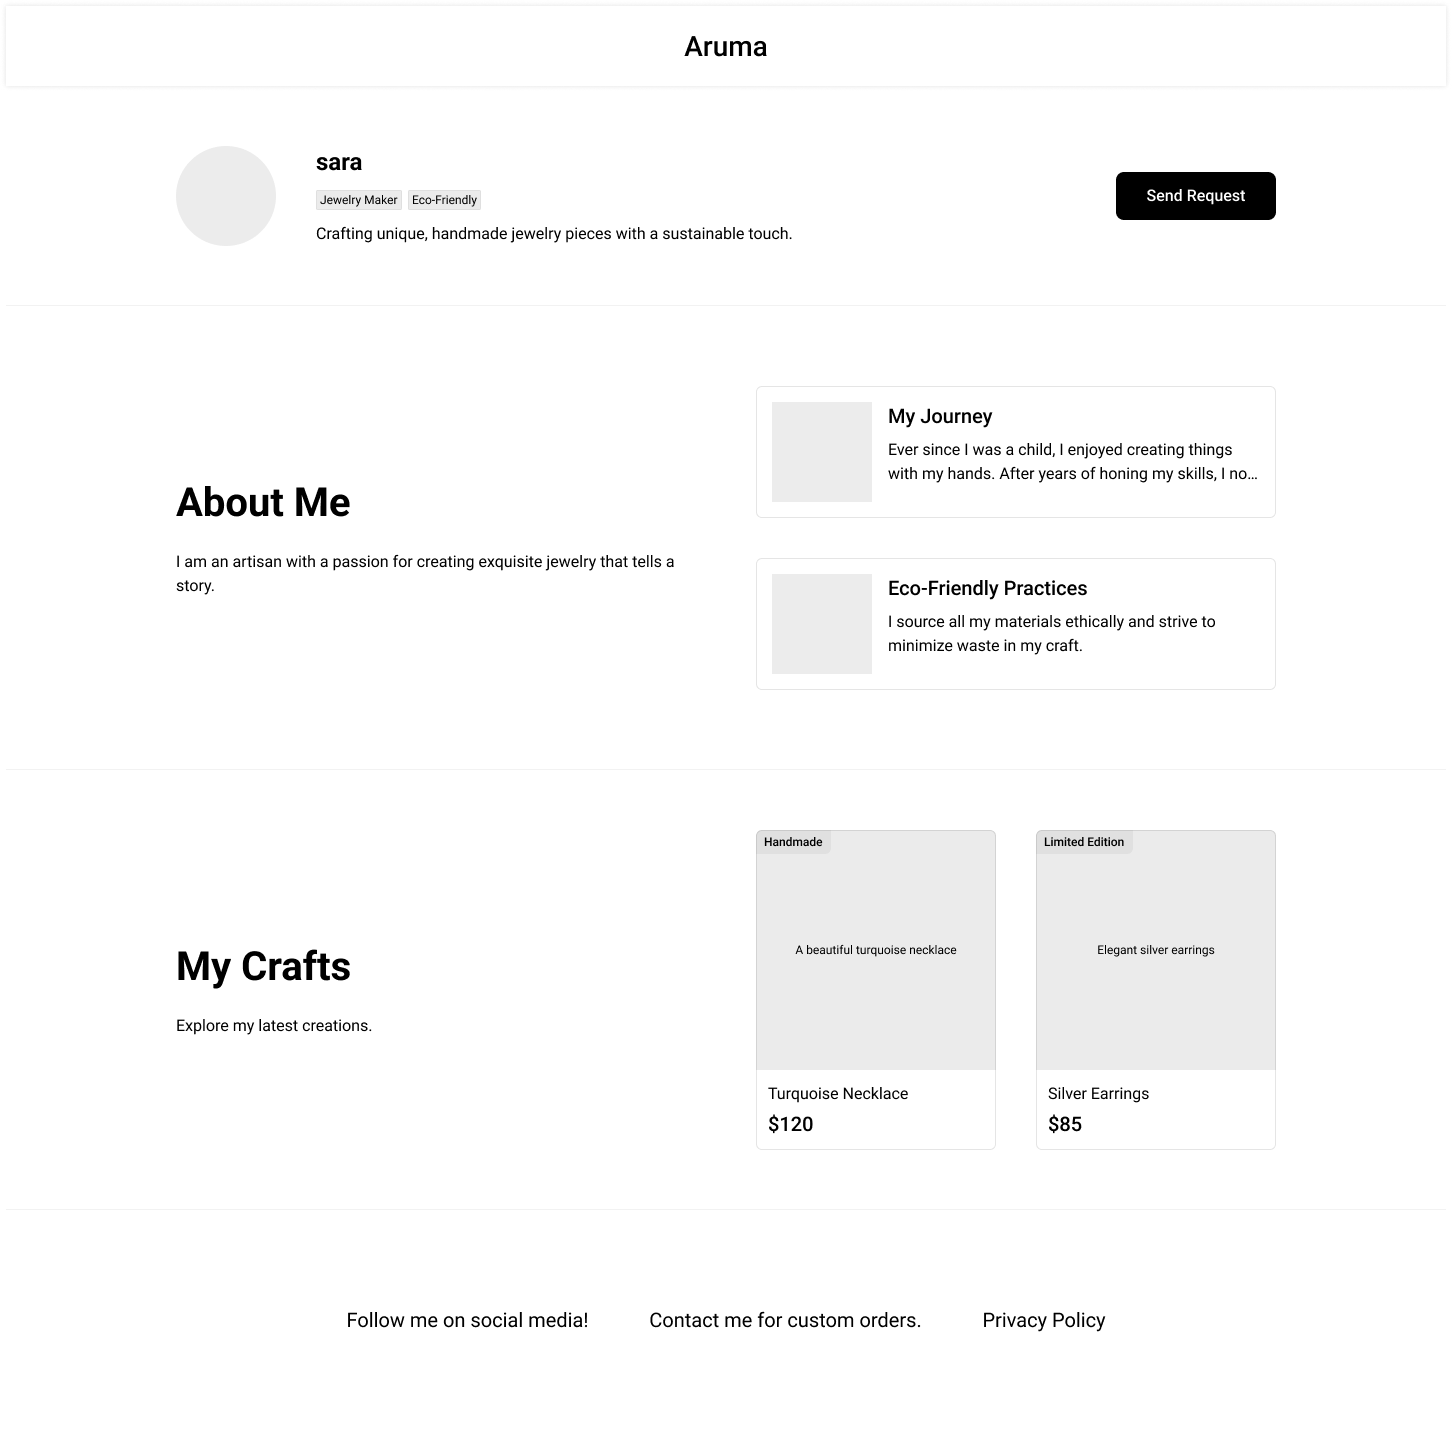 Aruma
sara
Jewelry Maker
Eco-Friendly
Crafting unique, handmade jewelry pieces with a sustainable touch.
Send Request
About Me
I am an artisan with a passion for creating exquisite jewelry that tells a
story.
My Journey
Ever since I was a child, I enjoyed creating things
with my hands. After years of honing my skills, I no...
Eco-Friendly Practices
I source all my materials ethically and strive to
minimize waste in my craft.
My Crafts
Explore my latest creations.
Handmade
A beautiful turquoise necklace
Turquoise Necklace
$120
Limited Edition
Elegant silver earrings
Silver Earrings
$85
Follow me on social media!
Contact me for custom orders.
Privacy Policy